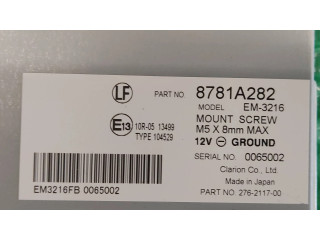 LF PART NO 8781A282
MODEL EM-3216
MOUNT SCREW
E13 10R-05 13499 M5 X 8mm MAX
TYPE 104529 12V ⊖ GROUND
SERIAL NO. 0065002
Clarion Co., Ltd.
EM3216FB 0065002 Made in Japan
PART NO. 276-2117-00